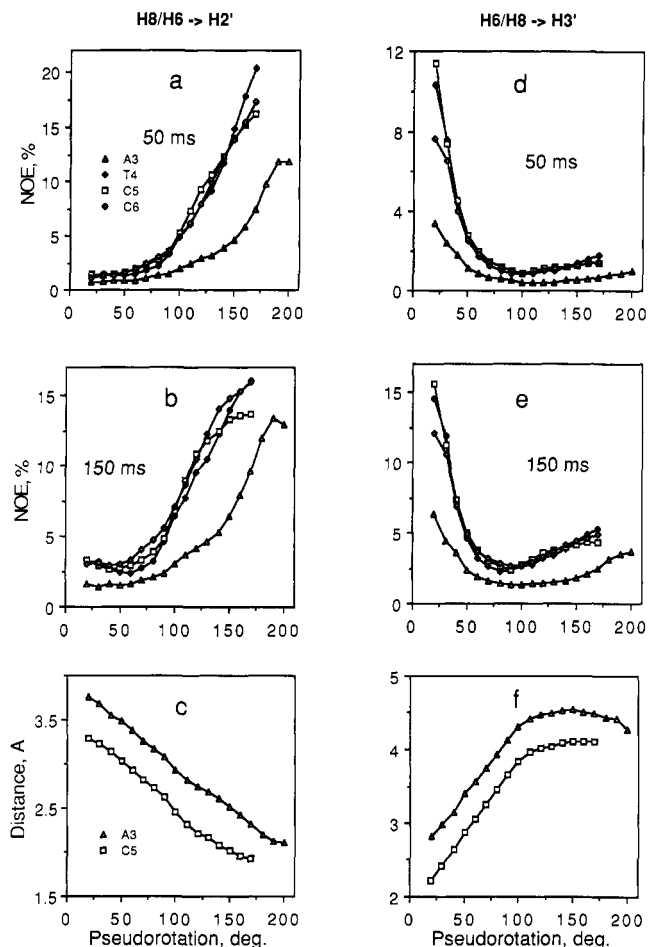 H8/H6 -> H2'
H6/H8 -> H3'
a
50 ms
A3
T4
C5
C6
NOE, %
20
15
10
5
0
0 50 100 150 200
d
50 ms
NOE, %
12
8
4
0
0 50 100 150 200
b
150 ms
NOE, %
15
10
5
0
0 50 100 150 200
e
150 ms
15
10
5
0
0 50 100 150 200
c
A3
C5
Distance, A
3.5
2.5
1.5
0 50 100 150 200
Pseudorotation, deg.
f
5
4
3
2
0 50 100 150 200
Pseudorotation, deg.